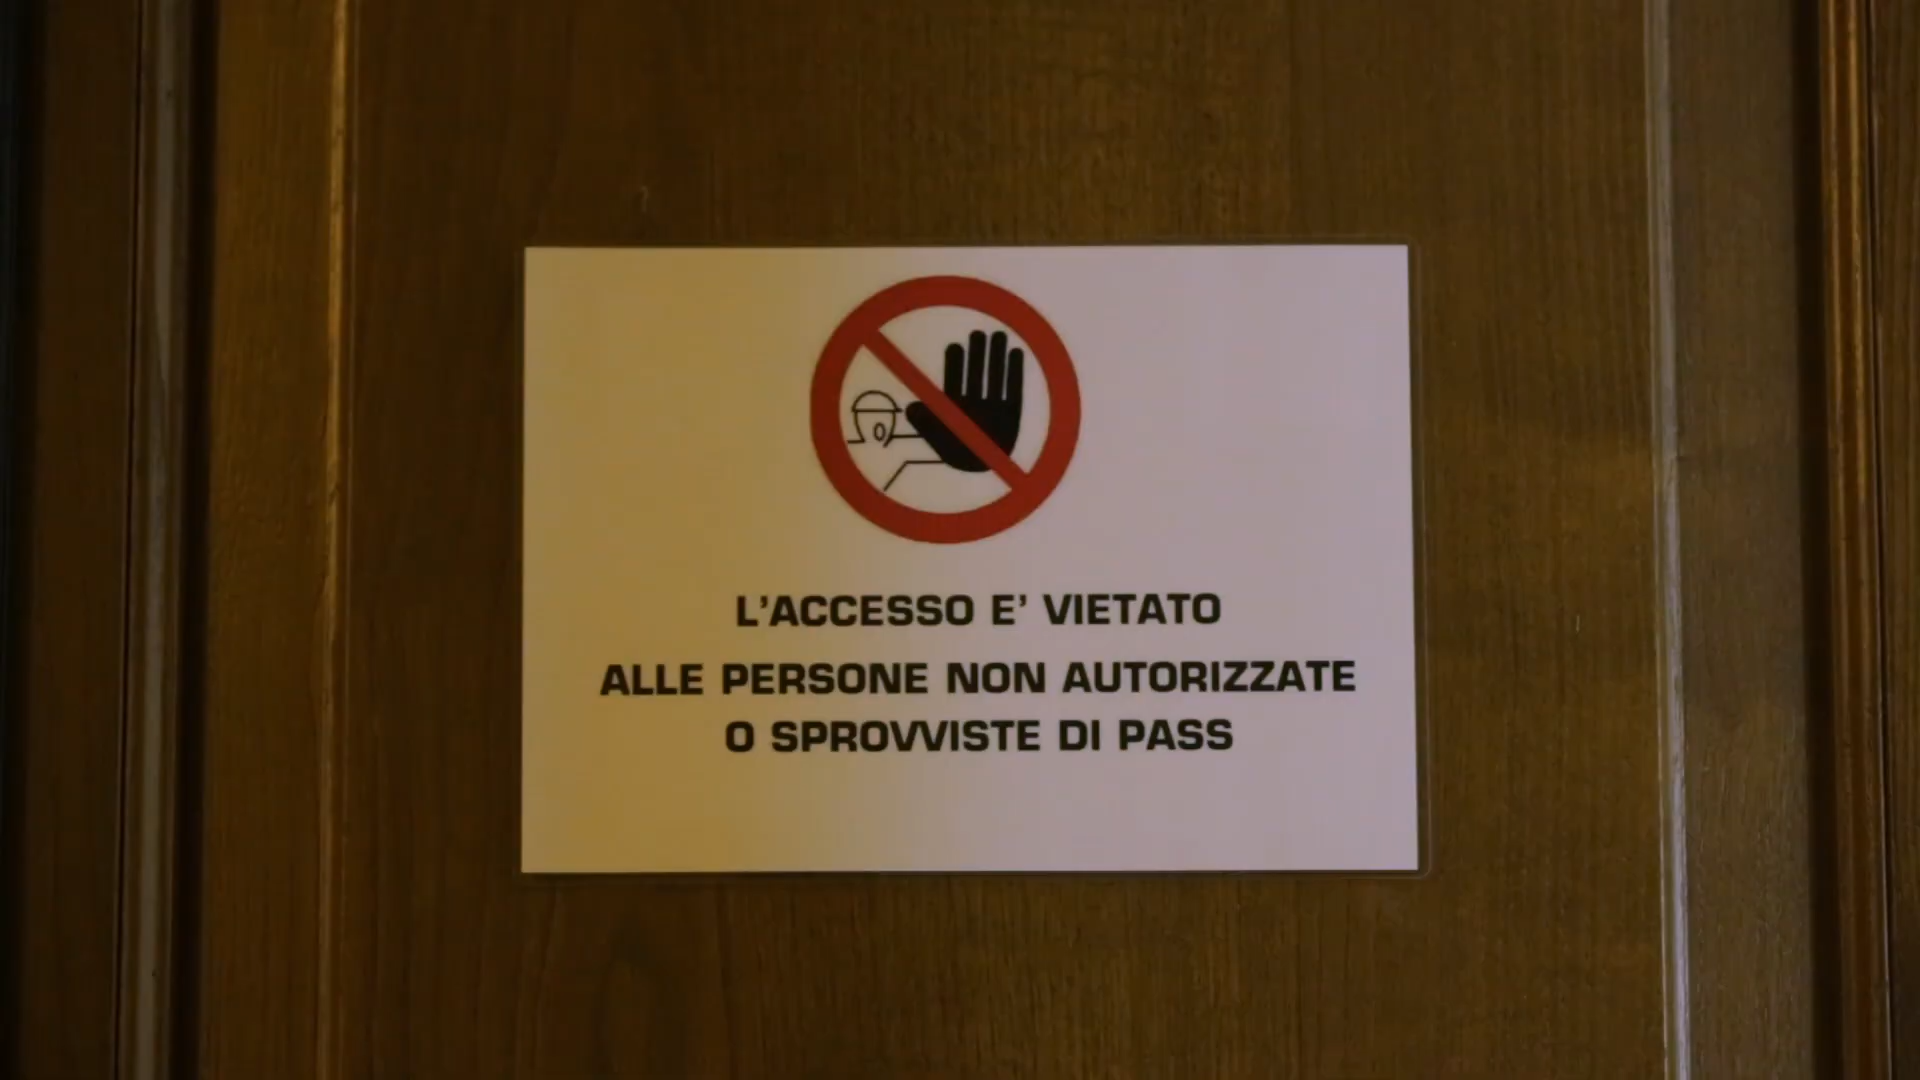 L'ACCESSO E' VIETATO
ALLE PERSONE NON AUTORIZZATE
O SPROVVISTE DI PASS